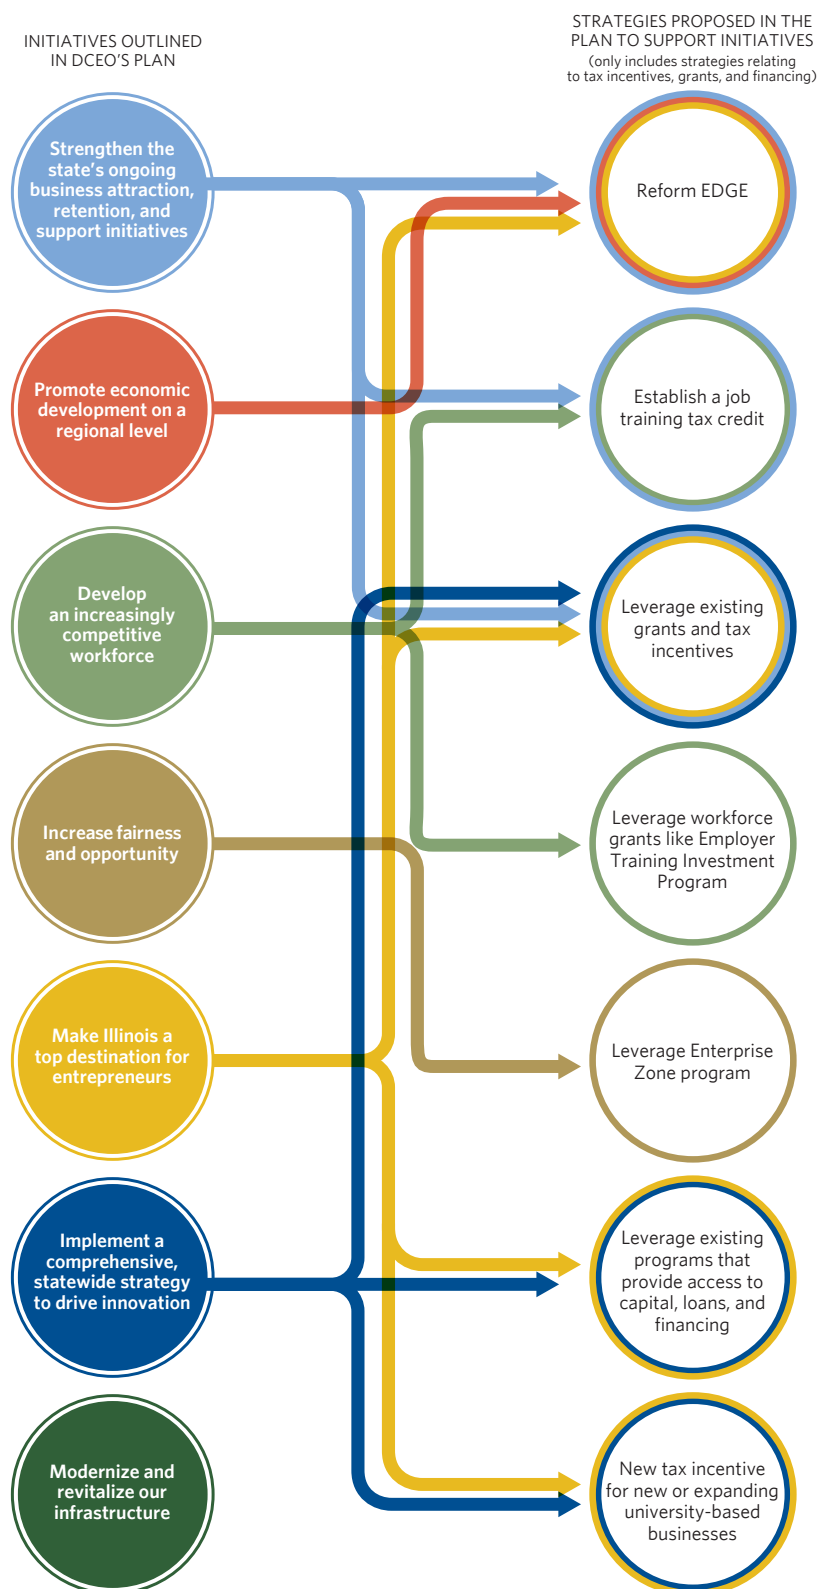 INITIATIVES OUTLINED
IN DCEO'S PLAN
STRATEGIES PROPOSED IN THE
PLAN TO SUPPORT INITIATIVES
(only includes strategies relating
to tax incentives, grants, and financing)
Strengthen the
state's ongoing
business attraction,
retention, and
support initiatives
Reform EDGE
Promote economic
development on a
regional level
Establish a job
training tax credit
Develop
an increasingly
competitive
workforce
Leverage existing
grants and tax
incentives
Increase fairness
and opportunity
Leverage workforce
grants like Employer
Training Investment
Program
Make Illinois a
top destination for
entrepreneurs
Leverage Enterprise
Zone program
Implement a
comprehensive,
statewide strategy
to drive innovation
Leverage existing
programs that
provide access to
capital, loans, and
financing
Modernize and
revitalize our
infrastructure
New tax incentive
for new or expanding
university-based
businesses